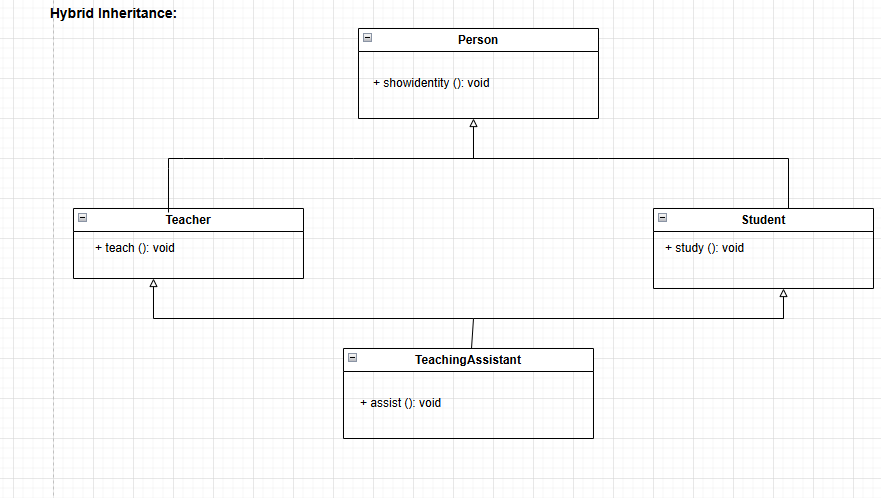 Hybrid Inheritance:
Person
+ showidentity (): void
Teacher
+ teach (): void
Student
+ study (): void
TeachingAssistant
+ assist (): void